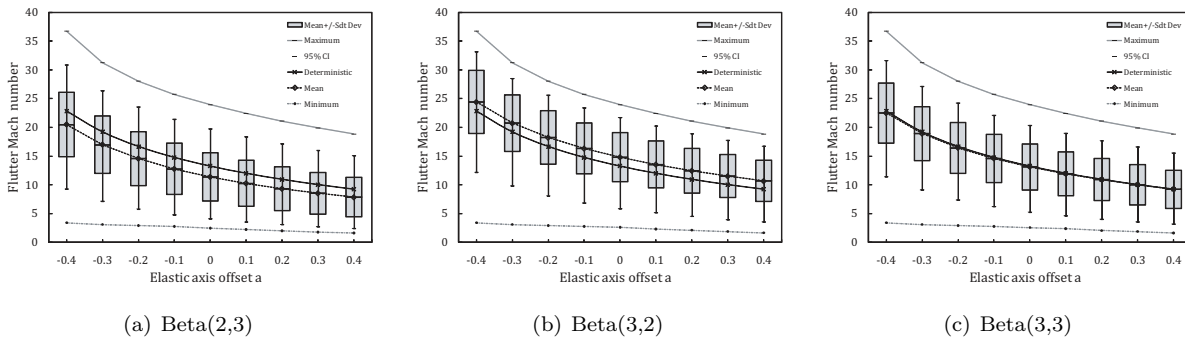 40
35
30
25
20
15
10
5
0
Flutter Mach number
Mean+/-Sdt Dev
Maximum
95% CI
Deterministic
Mean
Minimum
-0.4 -0.3 -0.2 -0.1 0 0.1 0.2 0.3 0.4
Elastic axis offset a
(a) Beta(2,3)
40
35
30
25
20
15
10
5
0
Flutter Mach number
Mean+/-Sdt Dev
Maximum
95% CI
Deterministic
Mean
Minimum
-0.4 -0.3 -0.2 -0.1 0 0.1 0.2 0.3 0.4
Elastic axis offset a
(b) Beta(3,2)
40
35
30
25
20
15
10
5
0
Flutter Mach number
Mean+/-Sdt Dev
Maximum
95% CI
Deterministic
Mean
Minimum
-0.4 -0.3 -0.2 -0.1 0 0.1 0.2 0.3 0.4
Elastic axis offset a
(c) Beta(3,3)